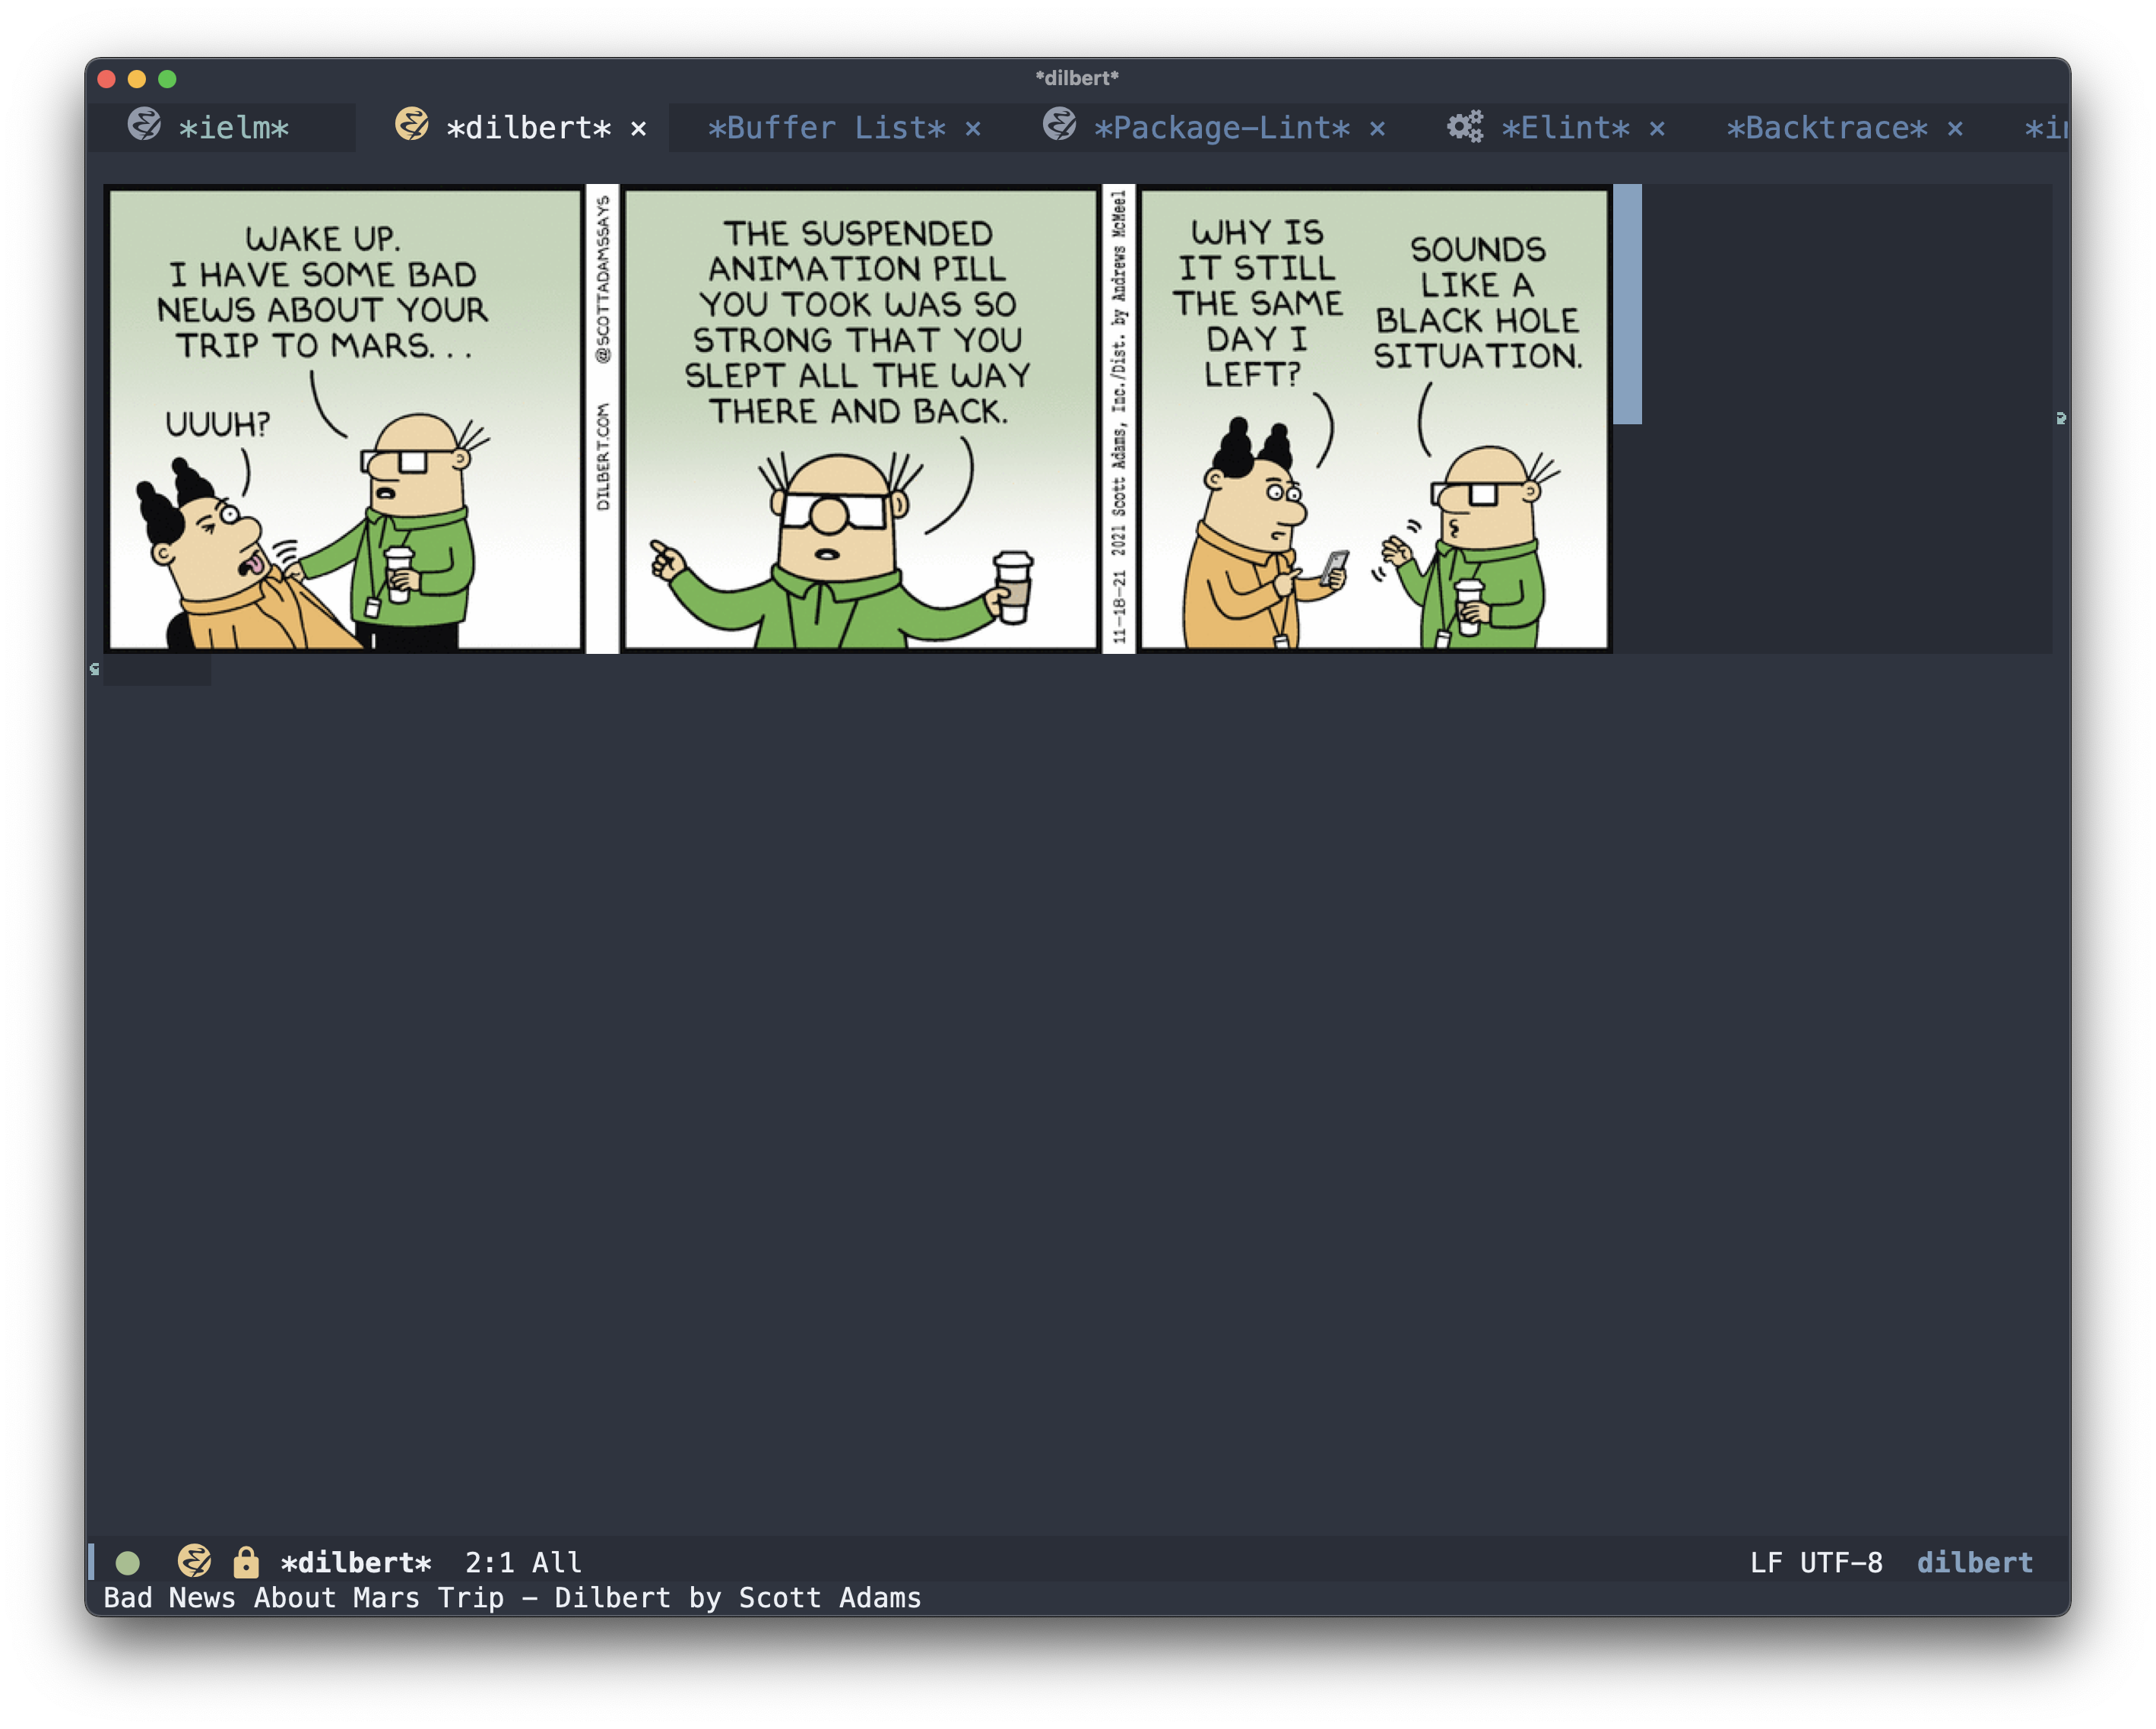 *dilbert*
*ielm*
*dilbert* ×
*Buffer List* ×
*Package-Lint* ×
*Elint* ×
*Backtrace* ×
*in
WAKE UP.
I HAVE SOME BAD
NEWS ABOUT YOUR
TRIP TO MARS...
UUUH?
DILBERT.COM @SCOTTADAMSSAYS
THE SUSPENDED
ANIMATION PILL
YOU TOOK WAS SO
STRONG THAT YOU
SLEPT ALL THE WAY
THERE AND BACK.
11-18-21 2021 Scott Adams, Inc./Dist. by Andrews McMeel
WHY IS
IT STILL
THE SAME
DAY I
LEFT?
SOUNDS
LIKE A
BLACK HOLE
SITUATION.
*dilbert* 2:1 All
LF UTF-8 dilbert
Bad News About Mars Trip - Dilbert by Scott Adams